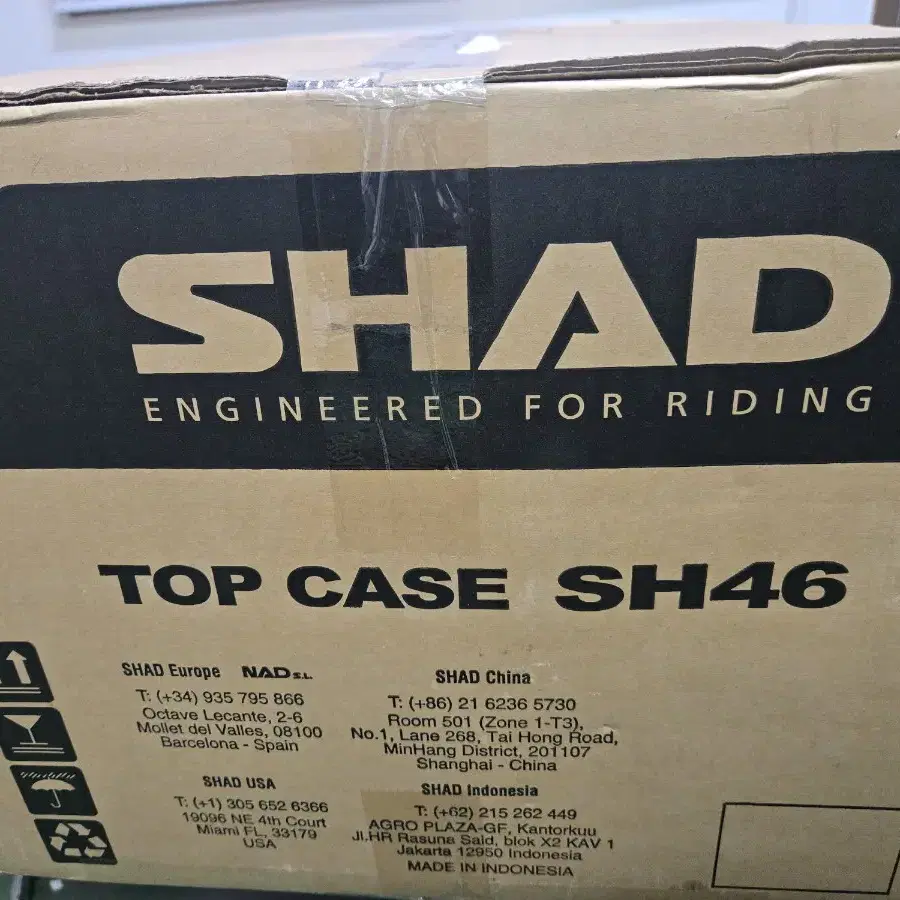 SHAD
ENGINEERED FOR RIDING
TOP CASE SH46
SHAD Europe NAD S.L.
T: (+34) 935 795 866
Octave Lecante, 2-6
Mollet del Valles, 08100
Barcelona - Spain
SHAD China
T: (+86) 21 6236 5730
Room 501 (Zone 1-T3),
No.1, Lane 268, Tai Hong Road,
MinHang District, 201107
Shanghai - China
SHAD USA
T: (+1) 305 652 6366
19096 NE 4th Court
Miami FL, 33179
USA
SHAD Indonesia
T: (+62) 215 262 449
AGRO PLAZA-GF, Kantorkuu
Jl.HR Rasuna Said, blok X2 KAV 1
Jakarta 12950 Indonesia
MADE IN INDONESIA